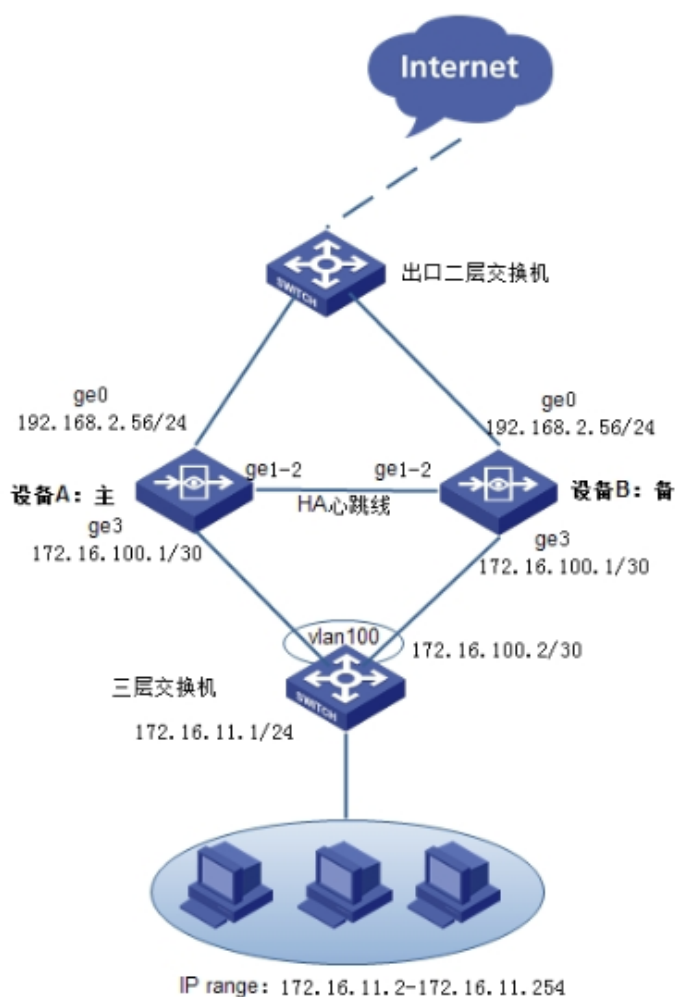 Internet
SWITCH
出口二层交换机
ge0
192.168.2.56/24
ge0
192.168.2.56/24
ge1-2
ge1-2
设备A：主
HA心跳线
设备B：备
ge3
172.16.100.1/30
ge3
172.16.100.1/30
vlan100
172.16.100.2/30
SWITCH
三层交换机
172.16.11.1/24
IP range：172.16.11.2-172.16.11.254